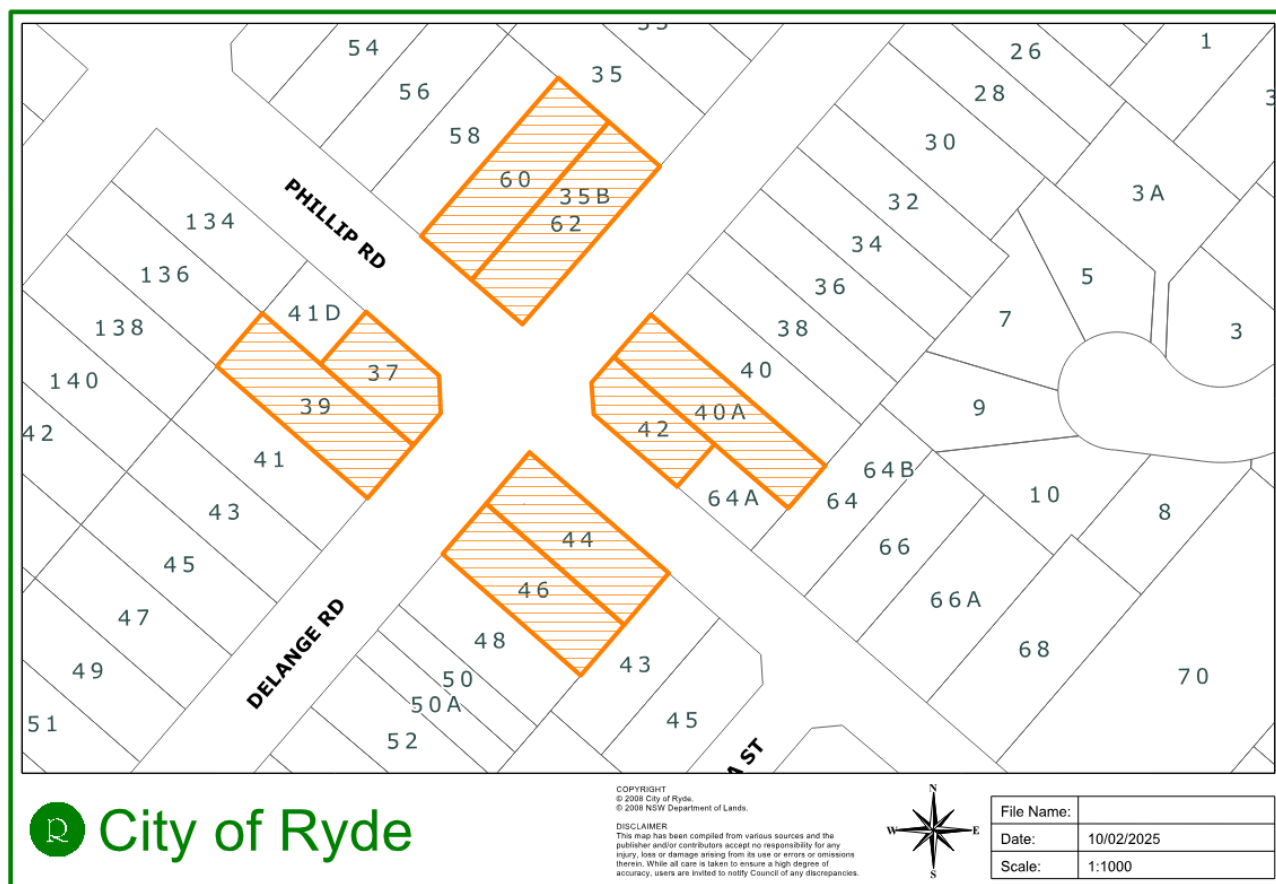 54
56
58
35
60
35B
62
26
1
28
30
3A
32
34
36
38
40
5
7
3
9
PHILLIP RD
134
136
138
140
42
41D
37
39
41
43
45
47
49
51
40A
42
64A
64B
64
10
8
66
66A
68
70
44
46
48
50
50A
52
43
45
DELANGE RD
A ST
City of Ryde
COPYRIGHT
© 2008 City of Ryde.
© 2008 NSW Department of Lands.
DISCLAIMER
This map has been compiled from various sources and the
publisher and/or contributors accept no responsibility for any
injury, loss or damage arising from its use or errors or omissions
therein. While all care is taken to ensure a high degree of
accuracy, users are invited to notify Council of any discrepancies.
N
W
E
S
File Name:
Date: 10/02/2025
Scale: 1:1000